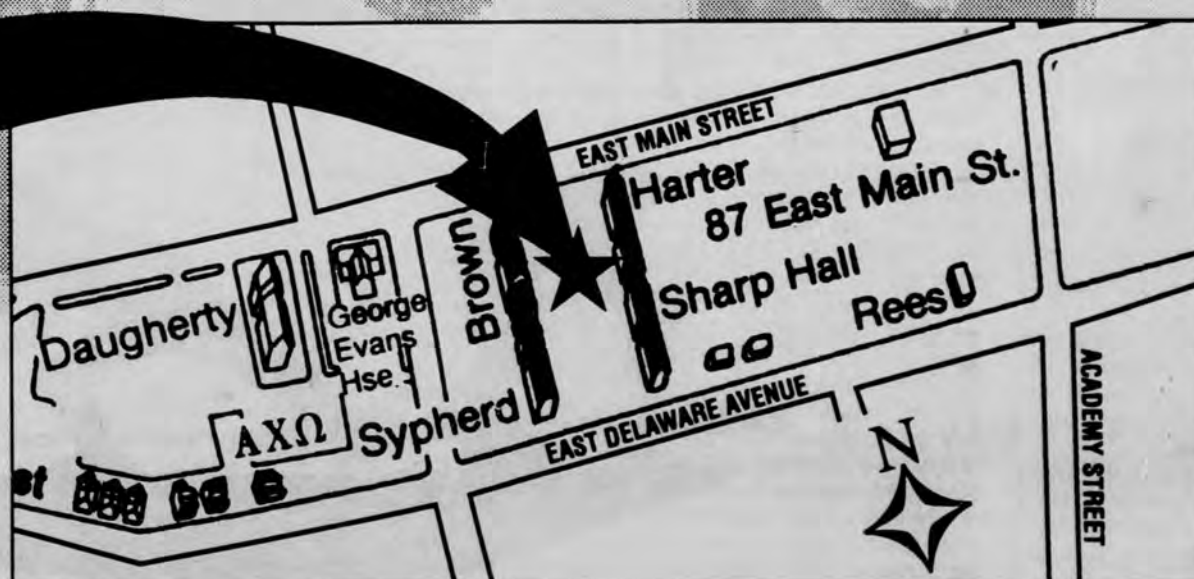 EAST MAIN STREET
Harter
87 East Main St.
Brown
Sharp Hall
Rees
Daugherty
George
Evans
Hse.
Sypherd
ΑΧΩ
EAST DELAWARE AVENUE
ACADEMY STREET
N
et